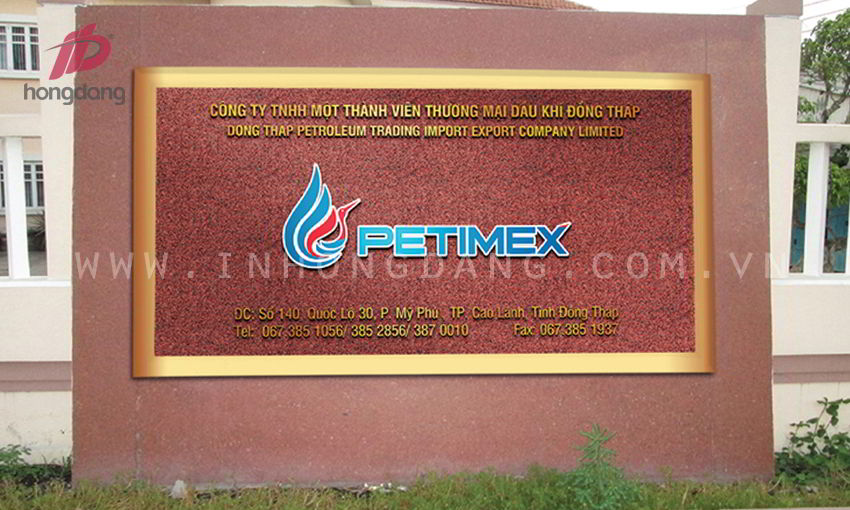 hongdang
CÔNG TY TNHH MỘT THÀNH VIÊN THƯƠNG MẠI DẦU KHÍ ĐỒNG THÁP
DONG THAP PETROLEUM TRADING IMPORT EXPORT COMPANY LIMITED
PETIMEX
WWW.INHONGDANG.COM.VN
ĐC: Số 140, Quốc Lộ 30, P. Mỹ Phú , TP. Cao Lãnh, Tỉnh Đồng Tháp
Tel: 067 385 1056/ 385 2856/ 387 0010 Fax: 067 385 1937